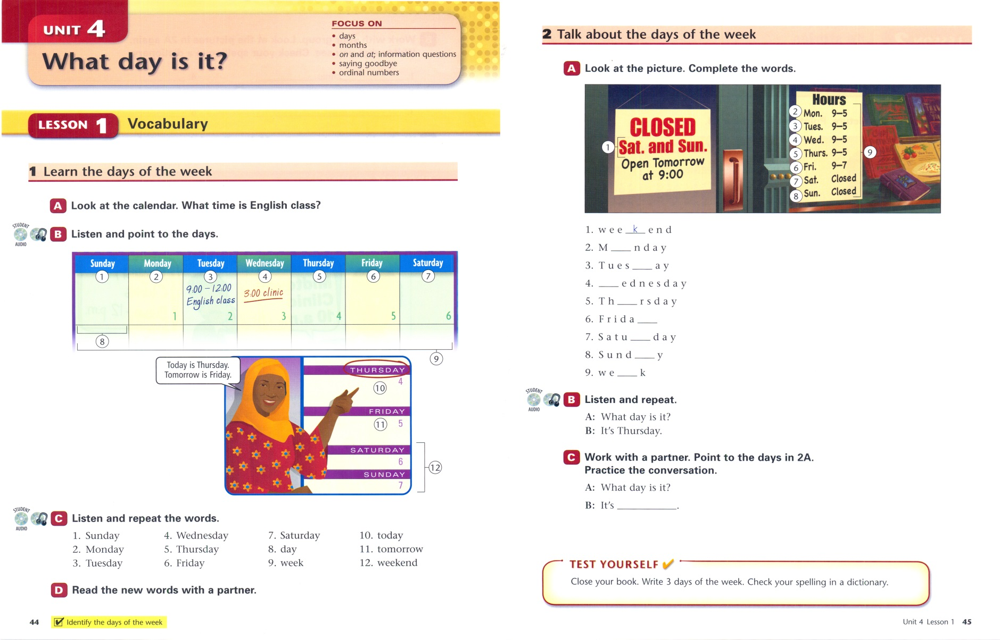 UNIT 4
What day is it?
FOCUS ON
• days
• months
• on and at; information questions
• saying goodbye
• ordinal numbers
LESSON 1 Vocabulary
1 Learn the days of the week
A Look at the calendar. What time is English class?
STUDENT
AUDIO
B Listen and point to the days.
Sunday Monday Tuesday Wednesday Thursday Friday Saturday
1 2 3 4 5 6 7
9:00 – 12:00
English class
3:00 clinic
1 2 3 4 5 6
8
9
Today is Thursday.
Tomorrow is Friday.
THURSDAY
4
10
FRIDAY
11 5
SATURDAY
6
12
SUNDAY
7
STUDENT
AUDIO
C Listen and repeat the words.
1. Sunday 4. Wednesday 7. Saturday 10. today
2. Monday 5. Thursday 8. day 11. tomorrow
3. Tuesday 6. Friday 9. week 12. weekend
D Read the new words with a partner.
44 Identify the days of the week
2 Talk about the days of the week
A Look at the picture. Complete the words.
1
CLOSED
Sat. and Sun.
Open Tomorrow
at 9:00
Hours
2 Mon. 9–5
3 Tues. 9–5
4 Wed. 9–5
5 Thurs. 9–5
6 Fri. 9–7
7 Sat. Closed
8 Sun. Closed
9
1. w e e _k_ e n d
2. M ___ n d a y
3. T u e s ___ a y
4. ___ e d n e s d a y
5. T h ___ r s d a y
6. F r i d a ___
7. S a t u ___ d a y
8. S u n d ___ y
9. w e ___ k
STUDENT
AUDIO
B Listen and repeat.
A: What day is it?
B: It's Thursday.
C Work with a partner. Point to the days in 2A.
Practice the conversation.
A: What day is it?
B: It's ___________.
TEST YOURSELF ✔
Close your book. Write 3 days of the week. Check your spelling in a dictionary.
Unit 4 Lesson 1 45